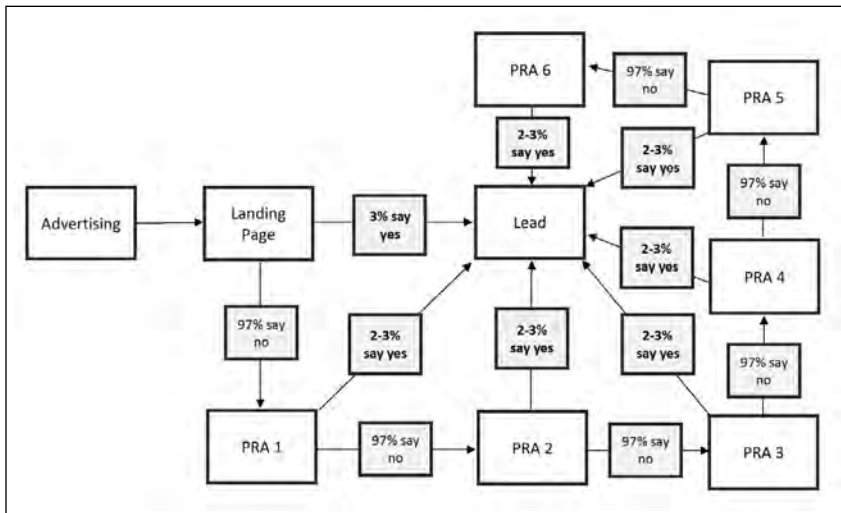 Advertising
Landing
Page
3% say
yes
Lead
97% say
no
PRA 1
2-3%
say yes
97% say
no
PRA 2
2-3%
say yes
97% say
no
PRA 3
2-3%
say yes
97% say
no
PRA 4
2-3%
say yes
97% say
no
PRA 5
2-3%
say yes
97% say
no
PRA 6
2-3%
say yes